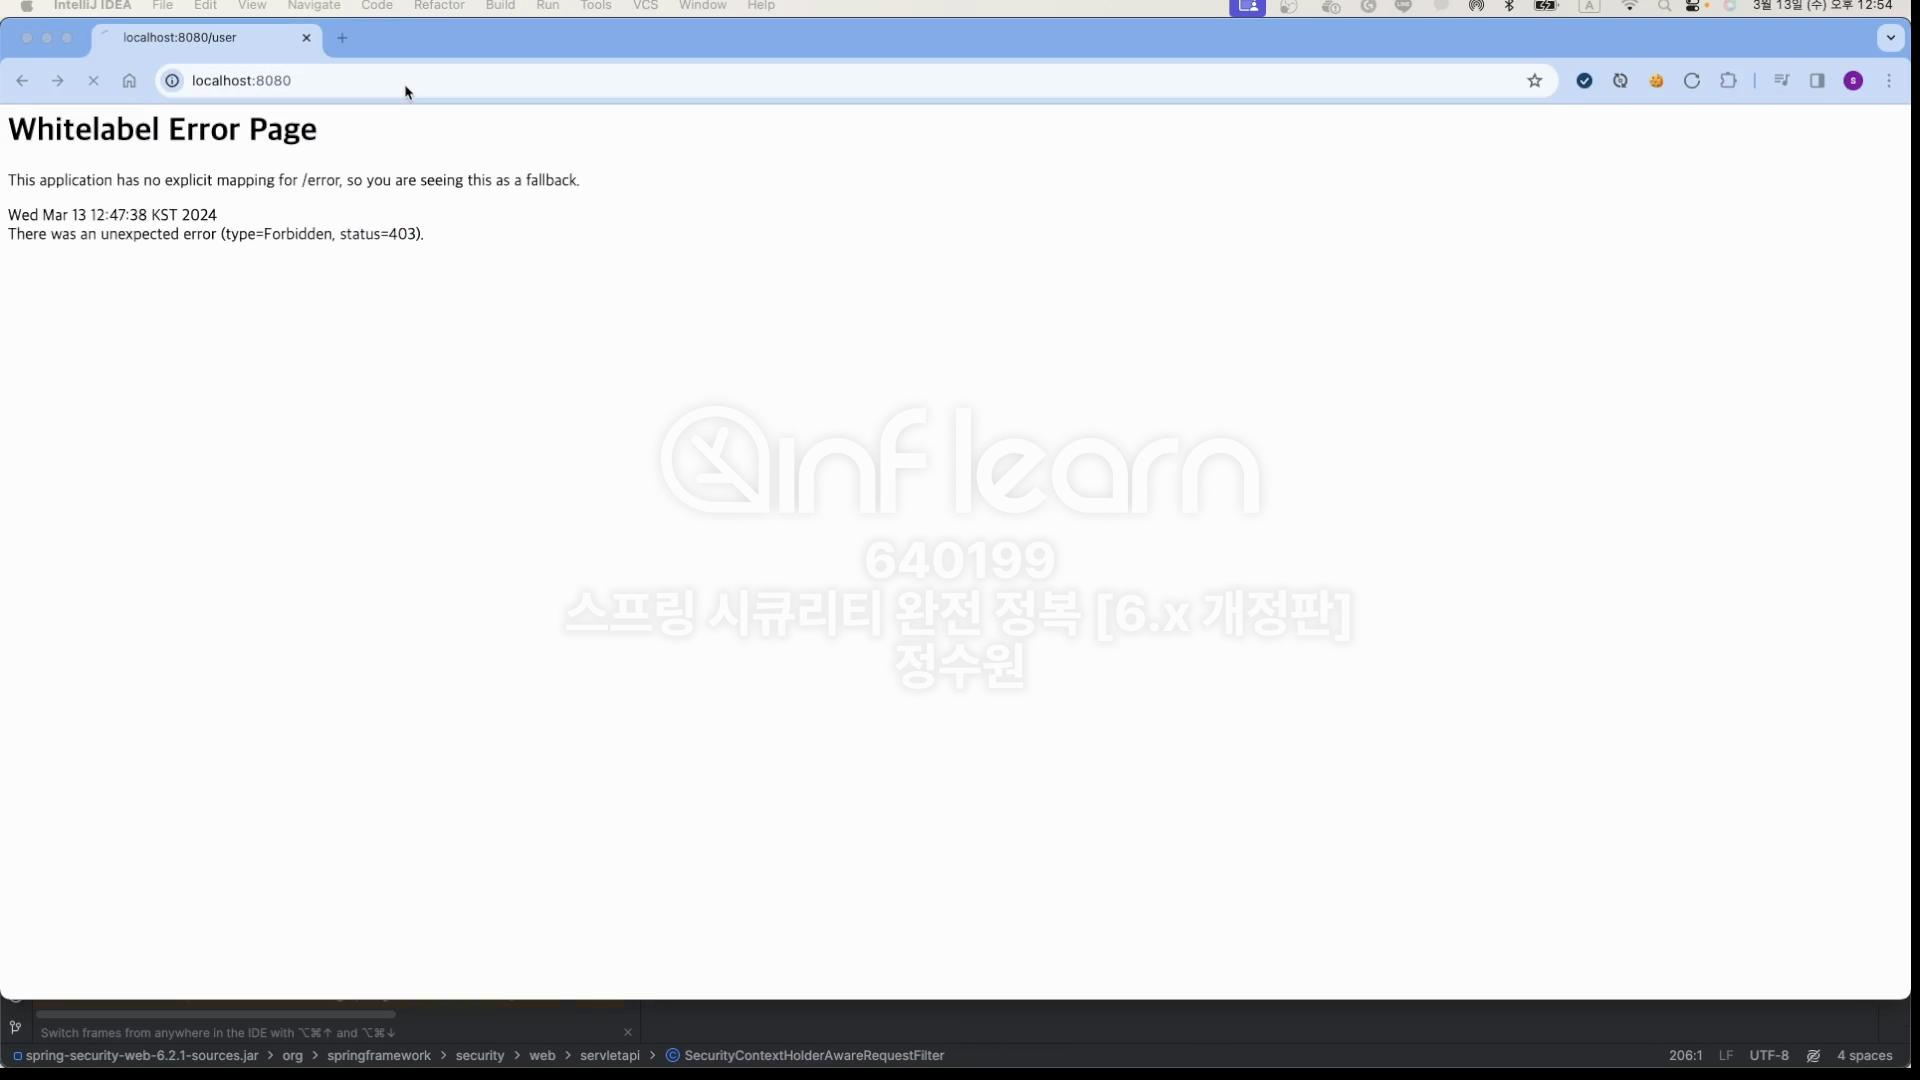 IntelliJ IDEA File Edit View Navigate Code Refactor Build Run Tools VCS Window Help 3월 13일 (수) 오후 12:54
localhost:8080/user
localhost:8080
Whitelabel Error Page
This application has no explicit mapping for /error, so you are seeing this as a fallback.
Wed Mar 13 12:47:38 KST 2024
There was an unexpected error (type=Forbidden, status=403).
inflearn
640199
스프링 시큐리티 완전 정복 [6.x 개정판]
정수원
Switch frames from anywhere in the IDE with ⌥⌘↑ and ⌥⌘↓
spring-security-web-6.2.1-sources.jar > org > springframework > security > web > servletapi > SecurityContextHolderAwareRequestFilter 206:1 LF UTF-8 4 spaces